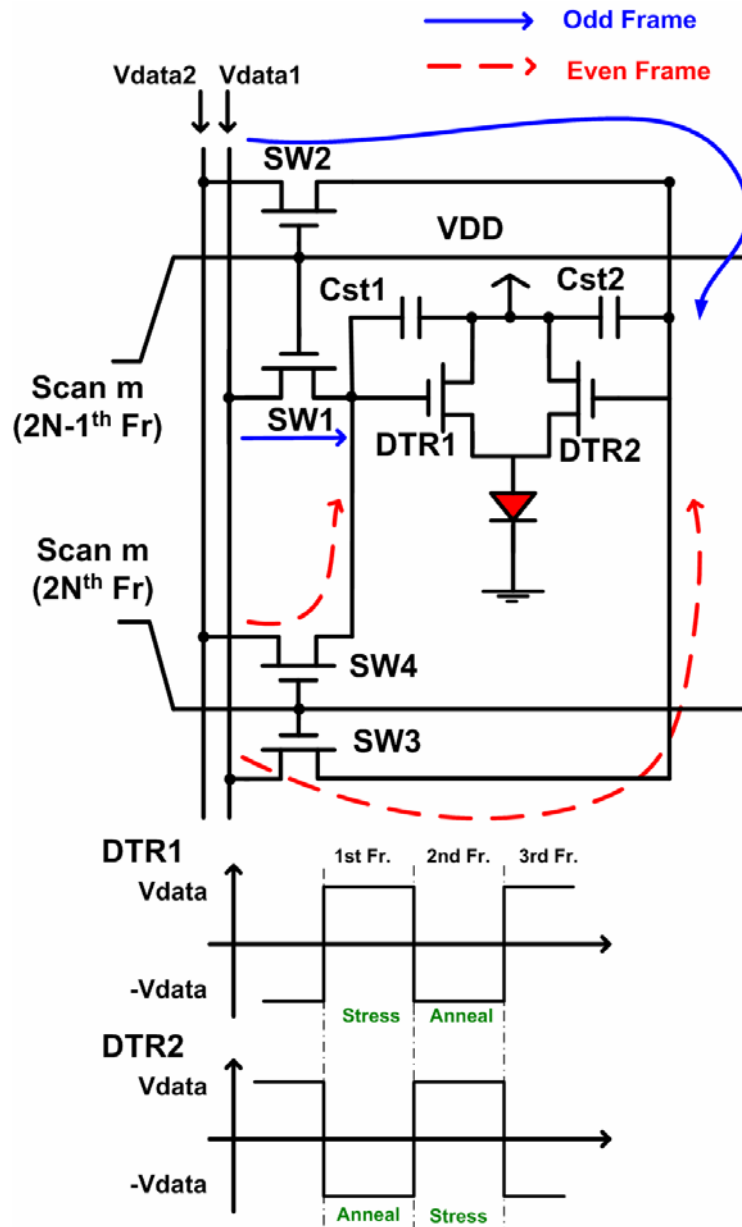 Odd Frame
Even Frame
Vdata2 Vdata1
SW2
VDD
Cst1
Cst2
Scan m
(2N-1th Fr)
SW1
DTR1
DTR2
Scan m
(2Nth Fr)
SW4
SW3
DTR1
1st Fr. 2nd Fr. 3rd Fr.
Vdata
-Vdata
Stress Anneal
DTR2
Vdata
-Vdata
Anneal Stress